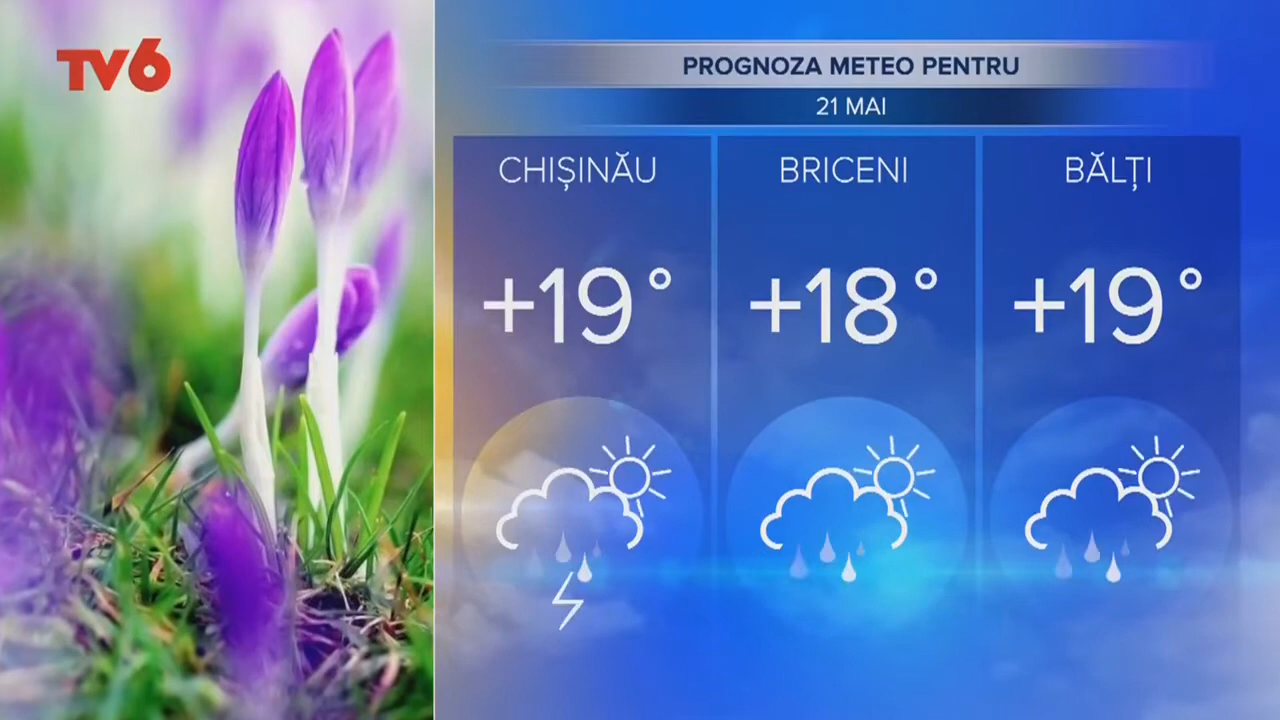 TV6
PROGNOZA METEO PENTRU
21 MAI
CHIȘINĂU
BRICENI
BĂLȚI
+19°
+18°
+19°